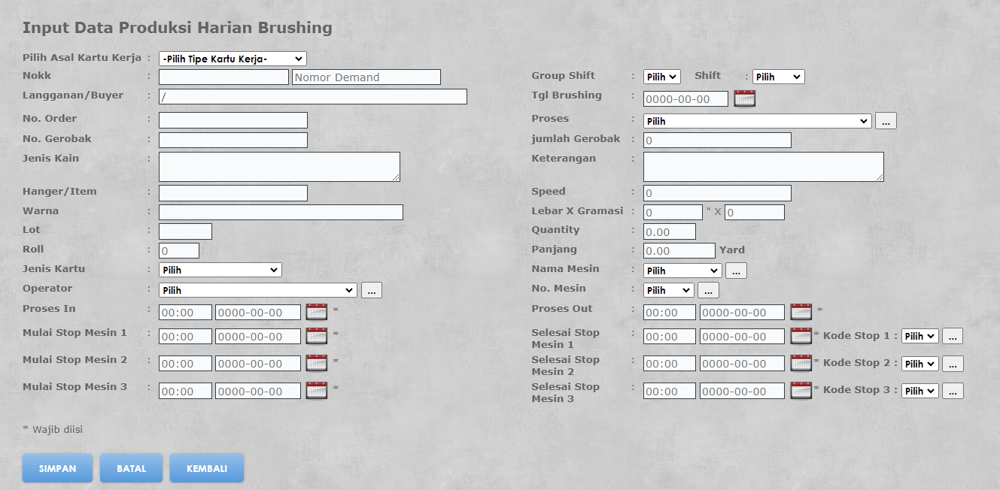 Input Data Produksi Harian Brushing
Pilih Asal Kartu Kerja : -Pilih Tipe Kartu Kerja-
Nokk : Nomor Demand Group Shift : Pilih Shift : Pilih
Langganan/Buyer : / Tgl Brushing : 0000-00-00
No. Order : Proses : Pilih ...
No. Gerobak : jumlah Gerobak : 0
Jenis Kain : Keterangan :
Hanger/Item : Speed : 0
Warna : Lebar X Gramasi : 0 " X 0
Lot : Quantity : 0.00
Roll : 0 Panjang : 0.00 Yard
Jenis Kartu : Pilih Nama Mesin : Pilih ...
Operator : Pilih ... No. Mesin : Pilih ...
Proses In : 00:00 0000-00-00 * Proses Out : 00:00 0000-00-00 *
Mulai Stop Mesin 1 : 00:00 0000-00-00 * Selesai Stop Mesin 1 : 00:00 0000-00-00 * Kode Stop 1 : Pilih ...
Mulai Stop Mesin 2 : 00:00 0000-00-00 * Selesai Stop Mesin 2 : 00:00 0000-00-00 * Kode Stop 2 : Pilih ...
Mulai Stop Mesin 3 : 00:00 0000-00-00 * Selesai Stop Mesin 3 : 00:00 0000-00-00 * Kode Stop 3 : Pilih ...
* Wajib diisi
SIMPAN BATAL KEMBALI